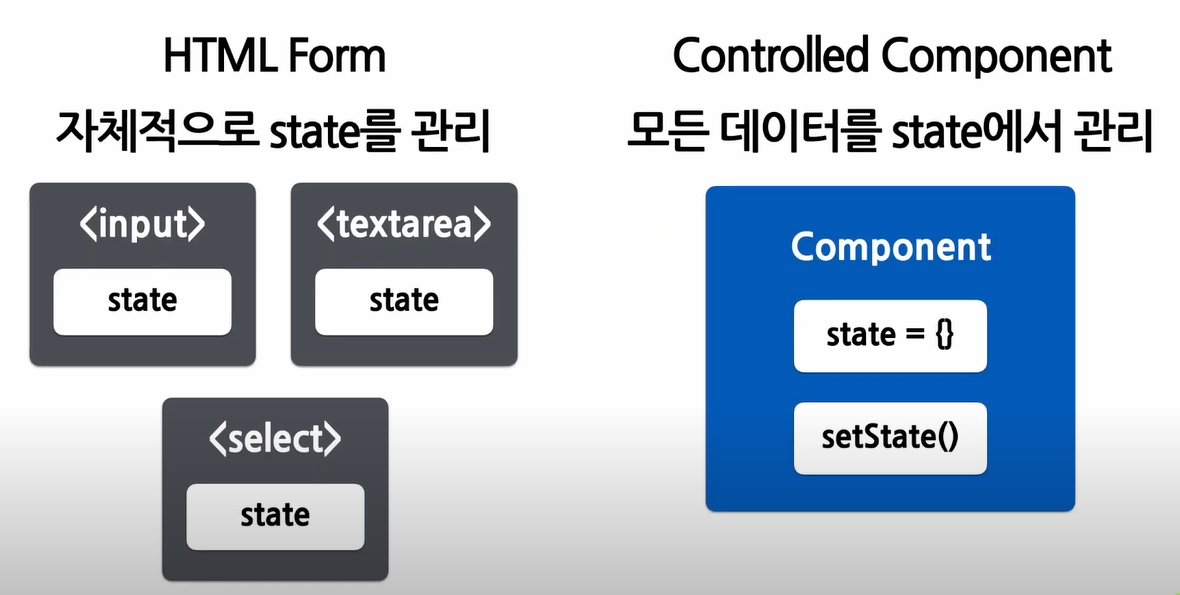 HTML Form
자체적으로 state를 관리
<input>
state
<textarea>
state
<select>
state
Controlled Component
모든 데이터를 state에서 관리
Component
state = {}
setState()